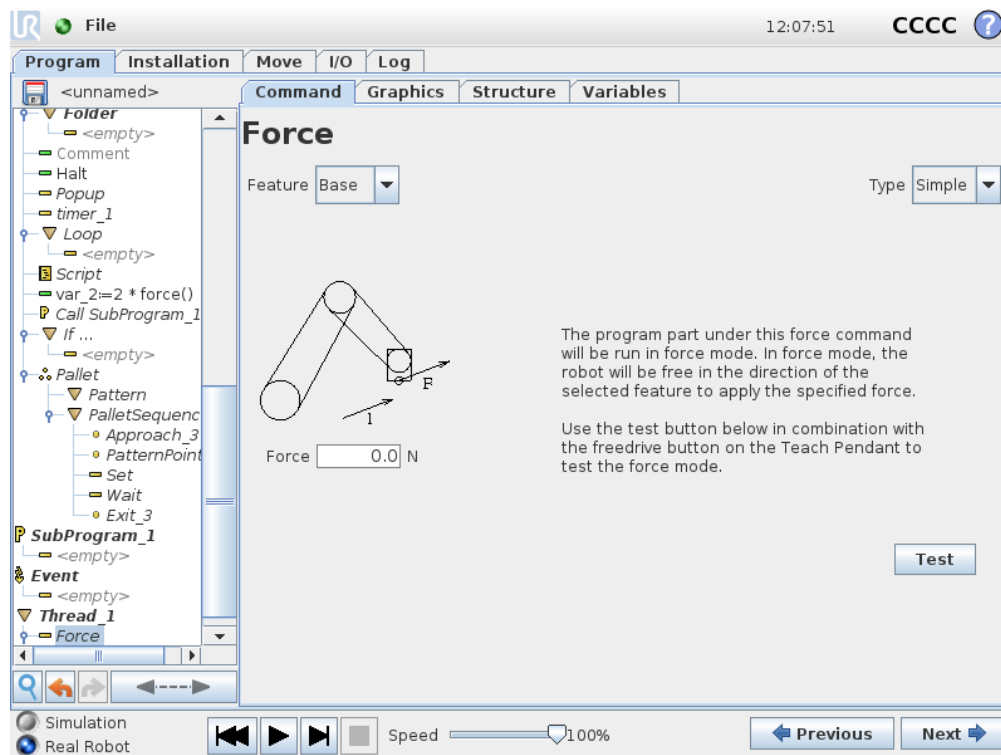 UR File 12:07:51 CCCC ?
Program Installation Move I/O Log
<unnamed> Command Graphics Structure Variables
Folder
<empty>
Comment
Halt
Popup
timer_1
Loop
<empty>
Script
var_2:=2 * force()
Call SubProgram_1
If ...
<empty>
Pallet
Pattern
PalletSequenc
Approach_3
PatternPoint
Set
Wait
Exit_3
P SubProgram_1
<empty>
Event
<empty>
Thread_1
Force
Force
Feature Base Type Simple
F
1
Force 0.0 N
The program part under this force command
will be run in force mode. In force mode, the
robot will be free in the direction of the
selected feature to apply the specified force.
Use the test button below in combination with
the freedrive button on the Teach Pendant to
test the force mode.
Test
Simulation
Real Robot
Speed 100%
Previous Next